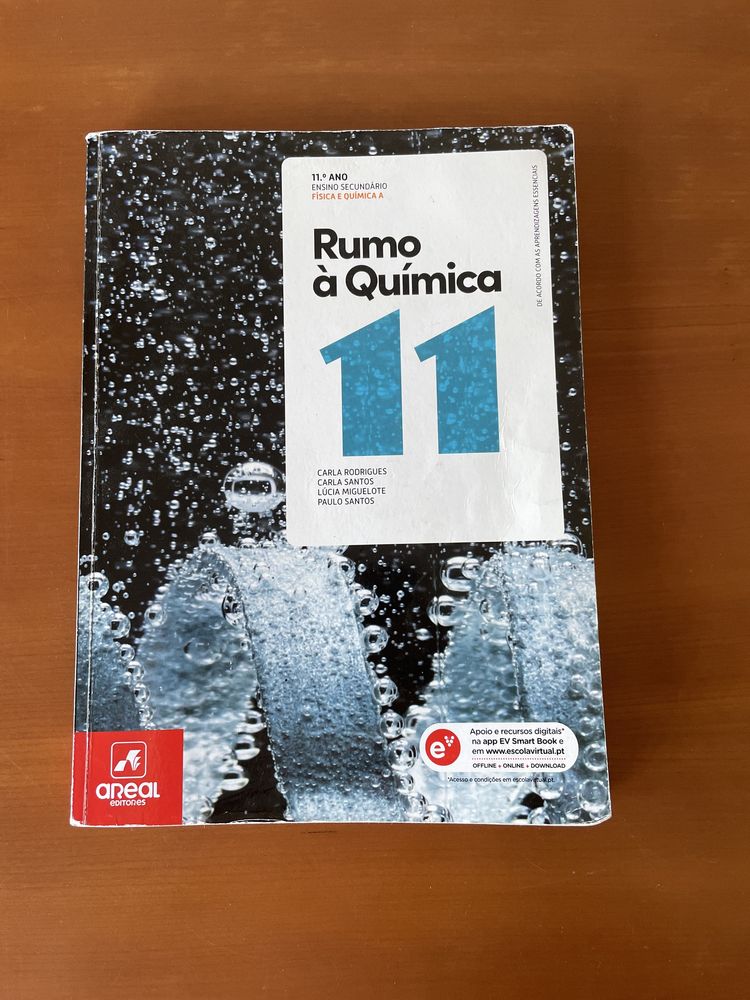 11.º ANO
ENSINO SECUNDÁRIO
FÍSICA E QUÍMICA A
DE ACORDO COM AS APRENDIZAGENS ESSENCIAIS
Rumo
à Química
11
CARLA RODRIGUES
CARLA SANTOS
LÚCIA MIGUELOTE
PAULO SANTOS
AREAL
EDITORES
e
Apoio e recursos digitais*
na app EV Smart Book e
em www.escolavirtual.pt
OFFLINE + ONLINE + DOWNLOAD
*Acesso e condições em escolavirtual.pt.